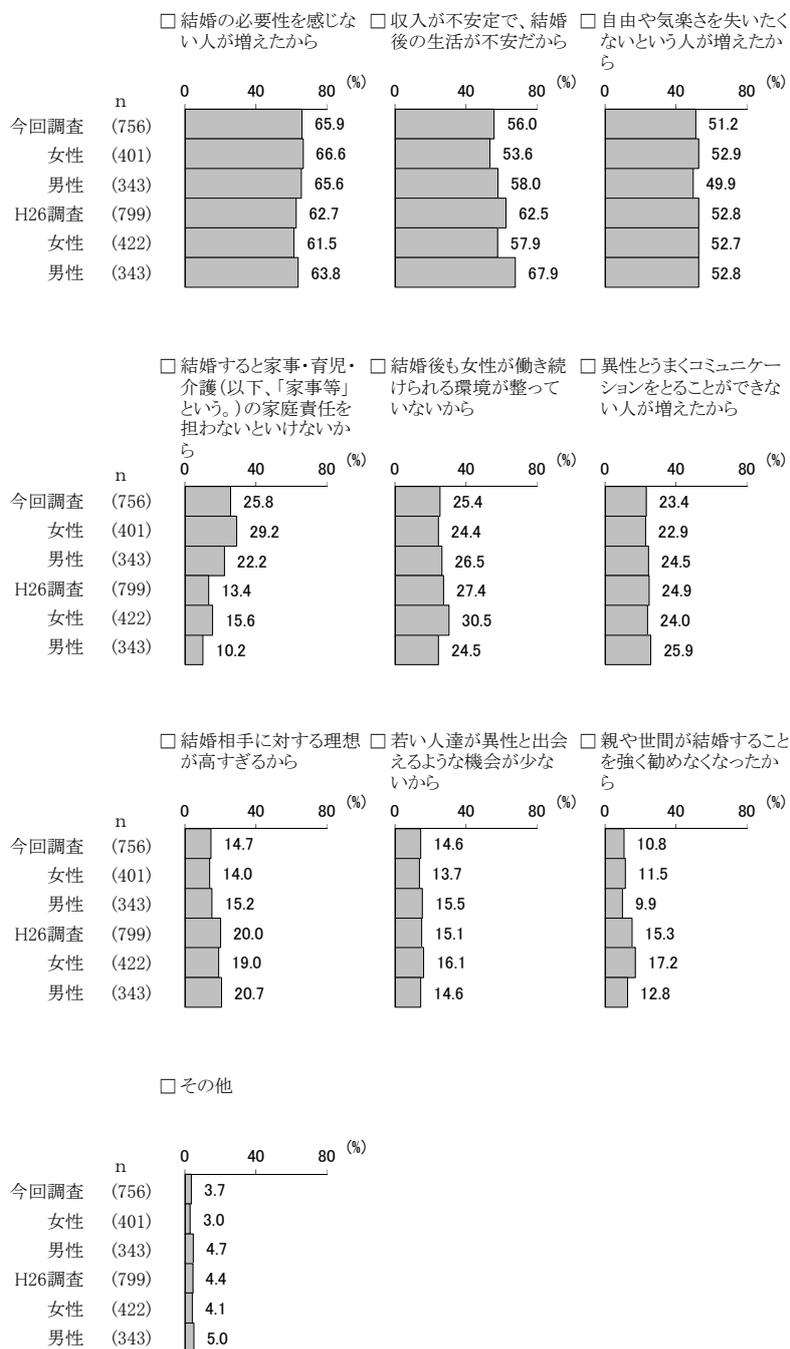 □ 結婚の必要性を感じな
い人が増えたから
□ 収入が不安定で、結婚
後の生活が不安だから
□ 自由や気楽さを失いたく
ないという人が増えたか
ら
n 0 40 80 (%) 0 40 80 (%) 0 40 80 (%)
今回調査 (756) 65.9 56.0 51.2
女性 (401) 66.6 53.6 52.9
男性 (343) 65.6 58.0 49.9
H26調査 (799) 62.7 62.5 52.8
女性 (422) 61.5 57.9 52.7
男性 (343) 63.8 67.9 52.8
□ 結婚すると家事・育児・
介護（以下、「家事等」
という。）の家庭責任を
担わないといけないか
ら
□ 結婚後も女性が働き続
けられる環境が整って
いないから
□ 異性とうまくコミュニケー
ションをとることができな
い人が増えたから
n 0 40 80 (%) 0 40 80 (%) 0 40 80 (%)
今回調査 (756) 25.8 25.4 23.4
女性 (401) 29.2 24.4 22.9
男性 (343) 22.2 26.5 24.5
H26調査 (799) 13.4 27.4 24.9
女性 (422) 15.6 30.5 24.0
男性 (343) 10.2 24.5 25.9
□ 結婚相手に対する理想
が高すぎるから
□ 若い人達が異性と出会
えるような機会が少な
いから
□ 親や世間が結婚すること
を強く勧めなくなったか
ら
n 0 40 80 (%) 0 40 80 (%) 0 40 80 (%)
今回調査 (756) 14.7 14.6 10.8
女性 (401) 14.0 13.7 11.5
男性 (343) 15.2 15.5 9.9
H26調査 (799) 20.0 15.1 15.3
女性 (422) 19.0 16.1 17.2
男性 (343) 20.7 14.6 12.8
□ その他
n 0 40 80 (%)
今回調査 (756) 3.7
女性 (401) 3.0
男性 (343) 4.7
H26調査 (799) 4.4
女性 (422) 4.1
男性 (343) 5.0